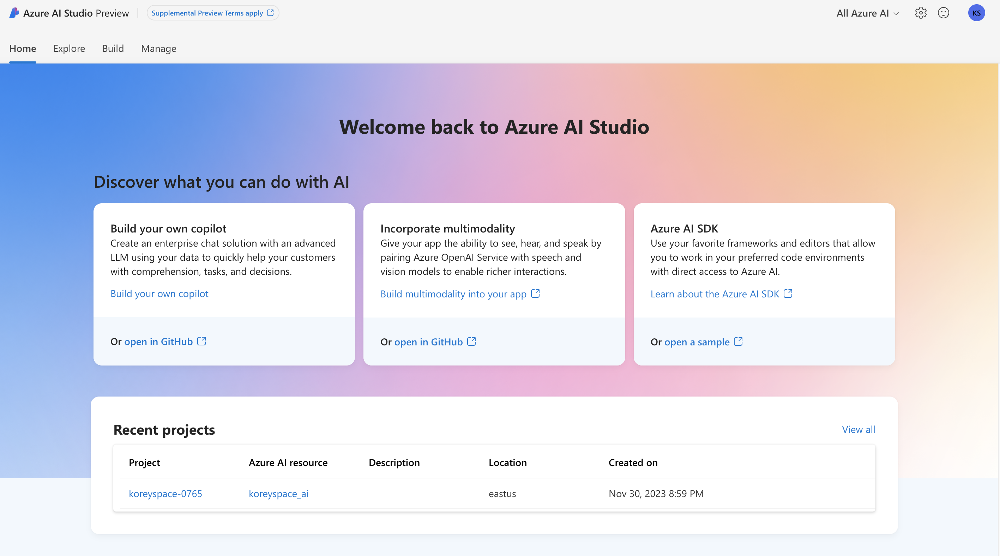 Azure AI Studio Preview | Supplemental Preview Terms apply
All Azure AI
KS
Home Explore Build Manage
Welcome back to Azure AI Studio
Discover what you can do with AI
Build your own copilot
Create an enterprise chat solution with an advanced
LLM using your data to quickly help your customers
with comprehension, tasks, and decisions.
Build your own copilot
Or open in GitHub
Incorporate multimodality
Give your app the ability to see, hear, and speak by
pairing Azure OpenAI Service with speech and
vision models to enable richer interactions.
Build multimodality into your app
Or open in GitHub
Azure AI SDK
Use your favorite frameworks and editors that allow
you to work in your preferred code environments
with direct access to Azure AI.
Learn about the Azure AI SDK
Or open a sample
Recent projects
View all
Project Azure AI resource Description Location Created on
koreyspace-0765 koreyspace_ai eastus Nov 30, 2023 8:59 PM